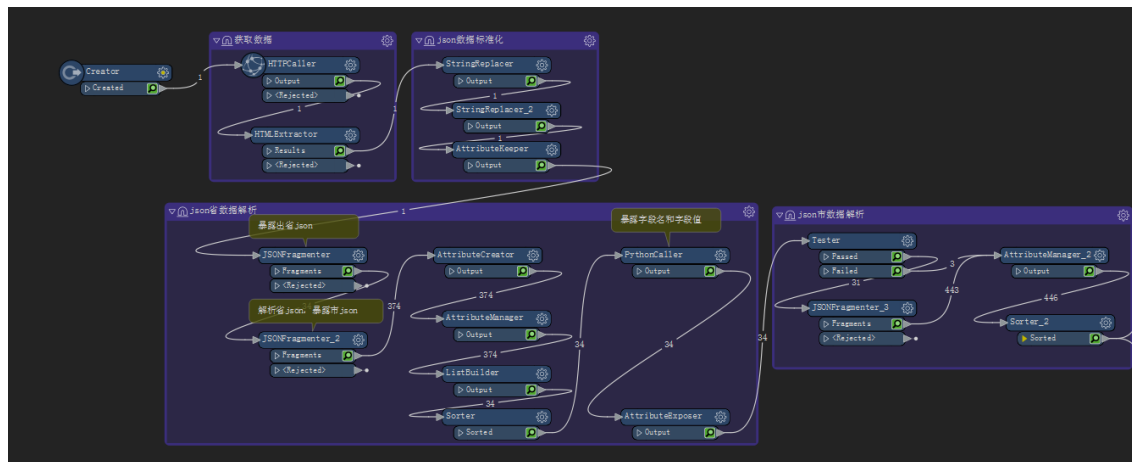 Creator
Created
1
获取数据
HTTPCaller
Output
<Rejected>
1
HTMLExtractor
Results
<Rejected>
1
json数据标准化
StringReplacer
Output
1
StringReplacer_2
Output
1
AttributeKeeper
Output
1
json省数据解析
暴露出省json
JSONFragmenter
Fragments
<Rejected>
解析省json，暴露市json
JSONFragmenter_2
Fragments
<Rejected>
374
AttributeCreator
Output
374
AttributeManager
Output
374
ListBuilder
Output
34
Sorter
Sorted
34
暴露字段名和字段值
PythonCaller
Output
34
AttributeExposer
Output
34
json市数据解析
Tester
Passed
Failed
3
31
JSONFragmenter_3
Fragments
<Rejected>
443
AttributeManager_2
Output
446
Sorter_2
Sorted